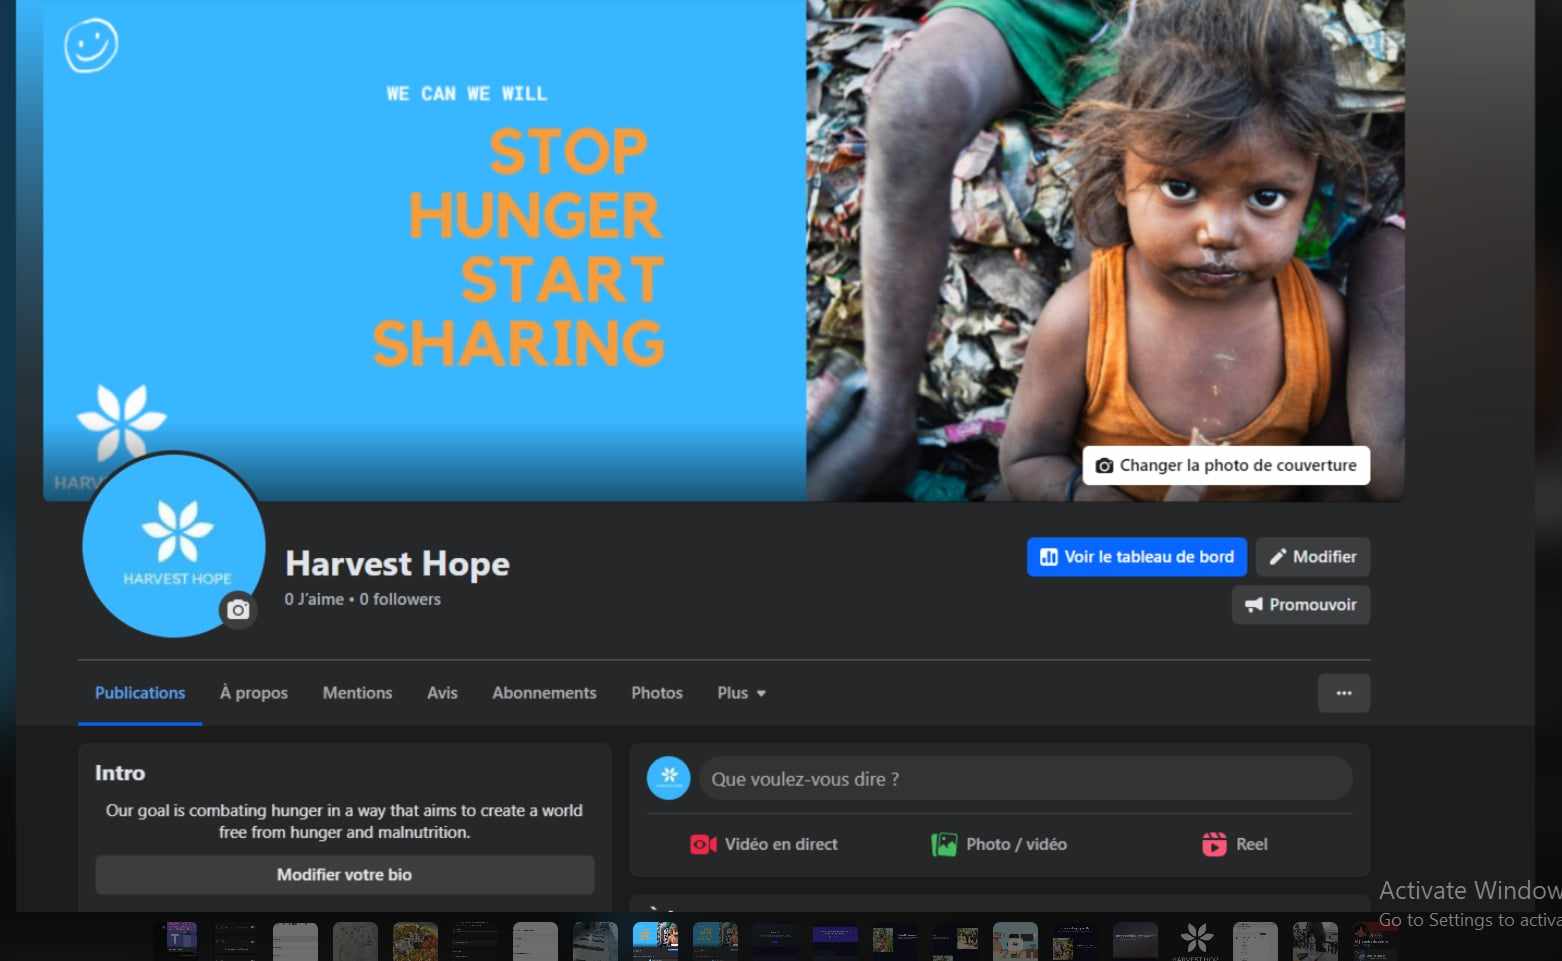 WE CAN WE WILL
STOP
HUNGER
START
SHARING
Changer la photo de couverture
HARVEST HOPE
Harvest Hope
0 J'aime • 0 followers
Voir le tableau de bord
Modifier
Promouvoir
Publications À propos Mentions Avis Abonnements Photos Plus
Intro
Our goal is combating hunger in a way that aims to create a world
free from hunger and malnutrition.
Modifier votre bio
Que voulez-vous dire ?
Vidéo en direct Photo / vidéo Reel
Activate Window
Go to Settings to activa